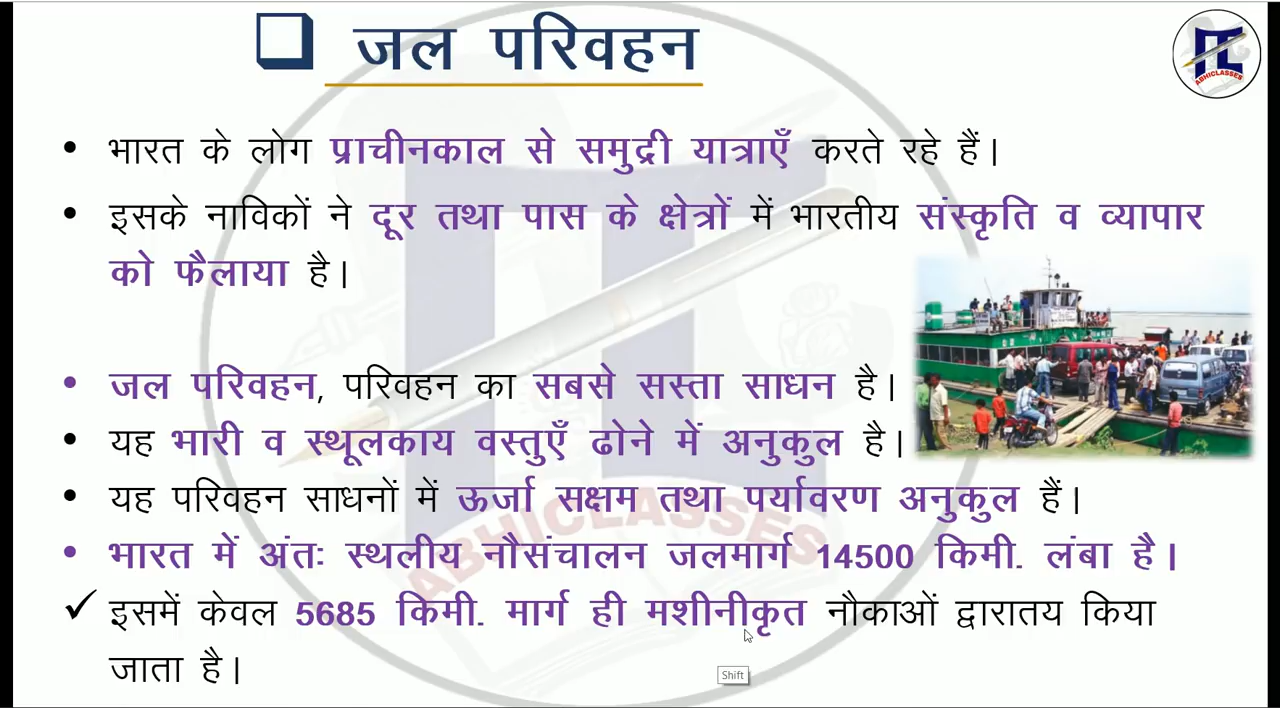 जल परिवहन
ABHICLASSES
भारत के लोग प्राचीनकाल से समुद्री यात्राएँ करते रहे हैं।
इसके नाविकों ने दूर तथा पास के क्षेत्रों में भारतीय संस्कृति व व्यापार
को फैलाया है।
जल परिवहन, परिवहन का सबसे सस्ता साधन है।
यह भारी व स्थूलकाय वस्तुएँ ढोने में अनुकुल है।
यह परिवहन साधनों में ऊर्जा सक्षम तथा पर्यावरण अनुकुल हैं।
भारत में अंतः स्थलीय नौसंचालन जलमार्ग 14500 किमी. लंबा है।
इसमें केवल 5685 किमी. मार्ग ही मशीनीकृत नौकाओं द्वारातय किया
जाता है।
ABHICLASSES
Shift